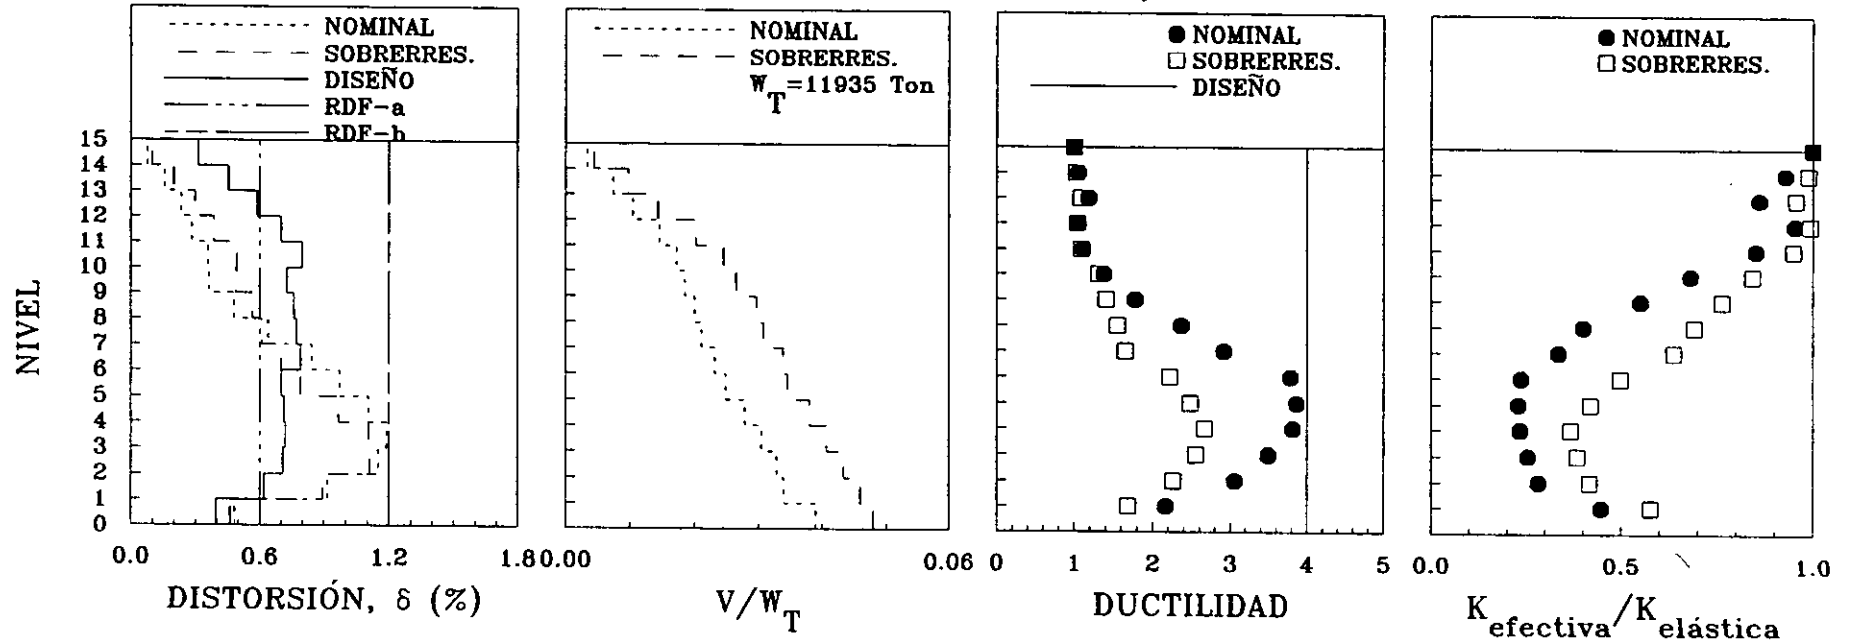 NOMINAL
SOBRERRES.
DISEÑO
RDF-a
RDF-b
15
14
13
12
11
10
9
8
7
6
5
4
3
2
1
0
NIVEL
0.0 0.6 1.2 1.8
DISTORSIÓN, δ (%)
NOMINAL
SOBRERRES.
W_T=11935 Ton
0.00 0.06
V/W_T
NOMINAL
SOBRERRES.
DISEÑO
0 1 2 3 4 5
DUCTILIDAD
NOMINAL
SOBRERRES.
0.0 0.5 1.0
K_efectiva/K_elástica